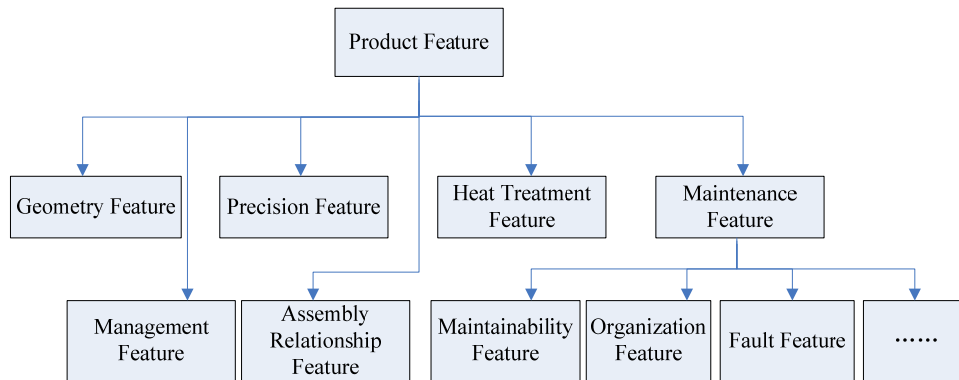 Product Feature
Geometry Feature
Precision Feature
Heat Treatment
Feature
Maintenance
Feature
Management
Feature
Assembly
Relationship
Feature
Maintainability
Feature
Organization
Feature
Fault Feature
……